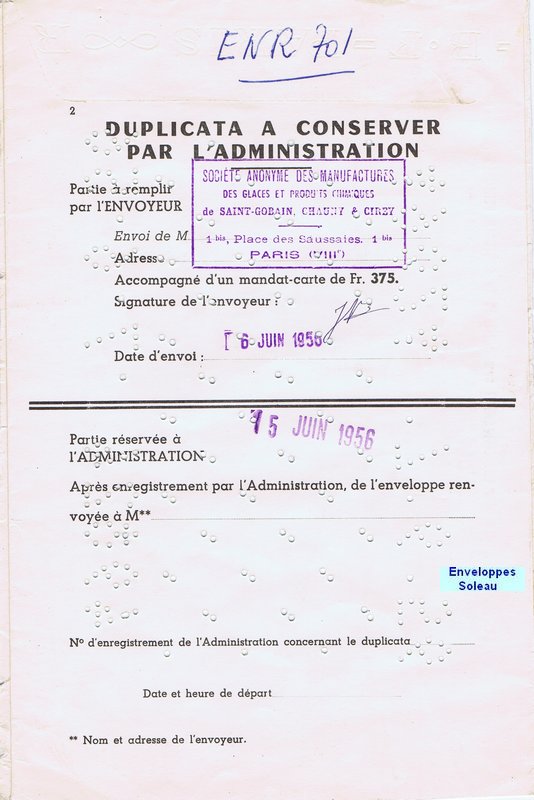 ENR 701
2
DUPLICATA A CONSERVER
PAR L'ADMINISTRATION
Partie à remplir
par l'ENVOYEUR
SOCIÉTÉ ANONYME DES MANUFACTURES
DES GLACES ET PRODUITS CHIMIQUES
de SAINT-GOBAIN, CHAUNY & CIREY
1 bis, Place des Saussaies. 1 bis
PARIS (VIIIe)
Envoi de M.
Adress
Accompagné d'un mandat-carte de Fr. 375.
Signature de l'envoyeur :
Date d'envoi :
6 JUIN 1956
15 JUIN 1956
Partie réservée à
l'ADMINISTRATION
Après enregistrement par l'Administration, de l'enveloppe ren-
voyée à M**
Enveloppes
Soleau
Nº d'enregistrement de l'Administration concernant le duplicata
Date et heure de départ
** Nom et adresse de l'envoyeur.